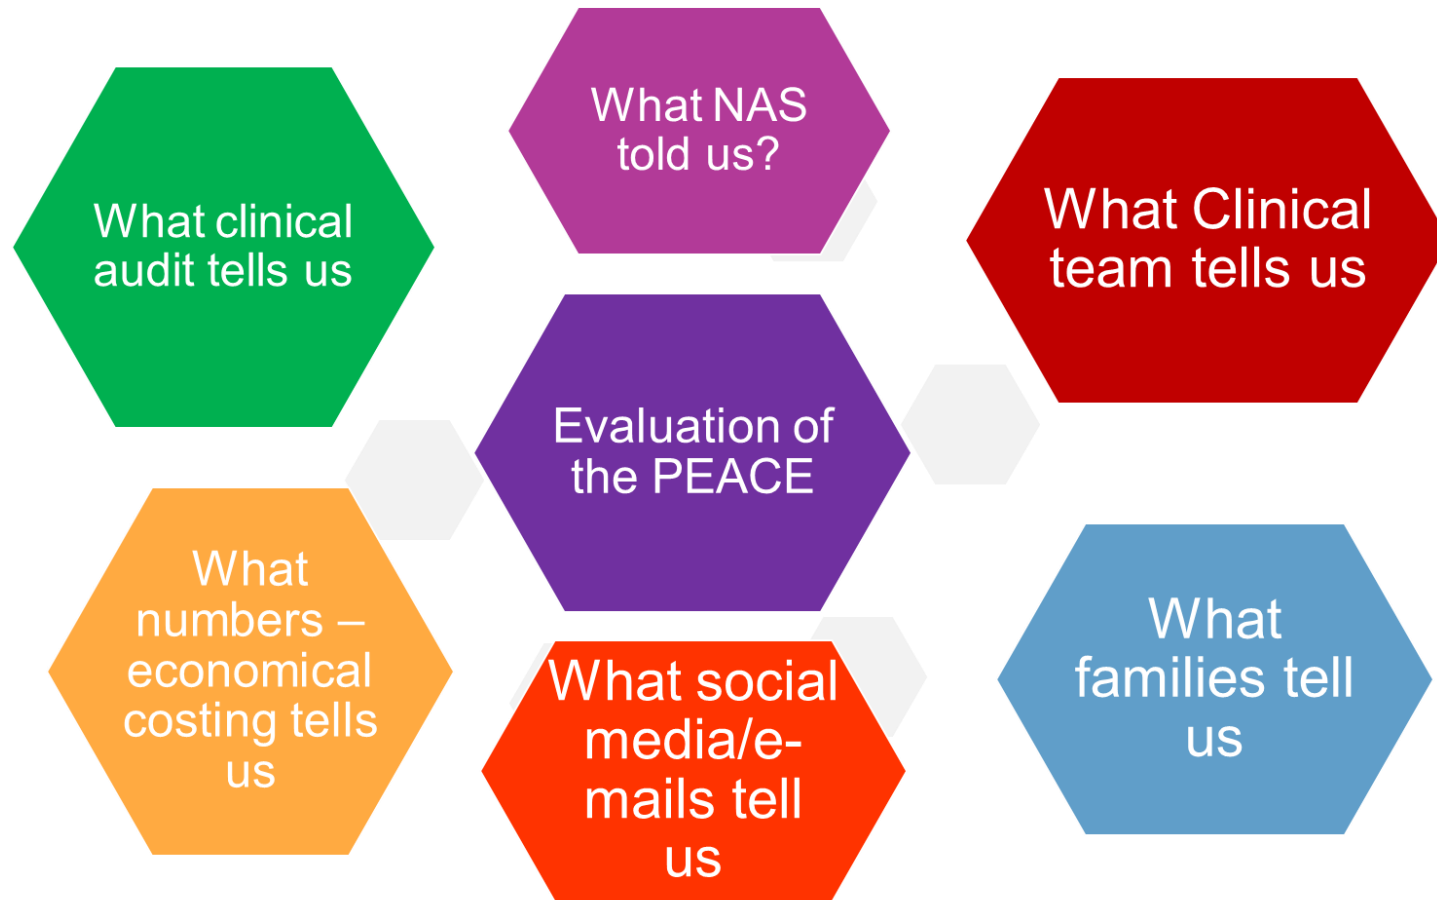 What NAS
told us?
What clinical
audit tells us
What Clinical
team tells us
Evaluation of
the PEACE
What
numbers –
economical
costing tells
us
What social
media/e-
mails tell
us
What
families tell
us